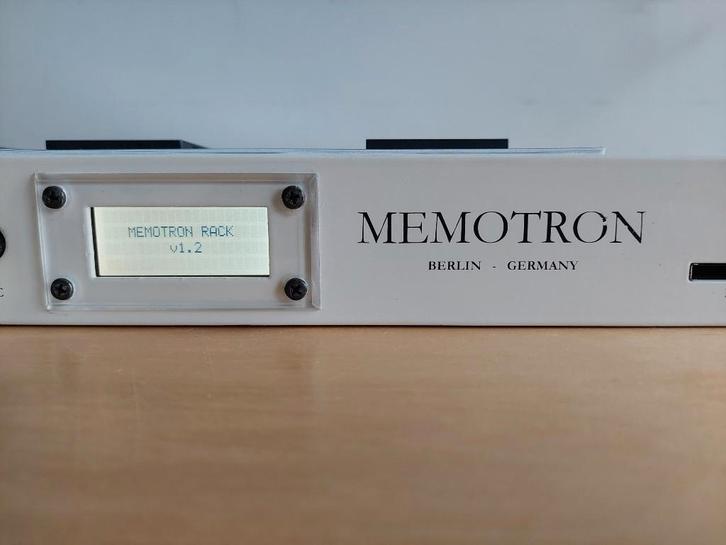 MEMOTRON RACK
v1.2
MEMOTRON
BERLIN - GERMANY